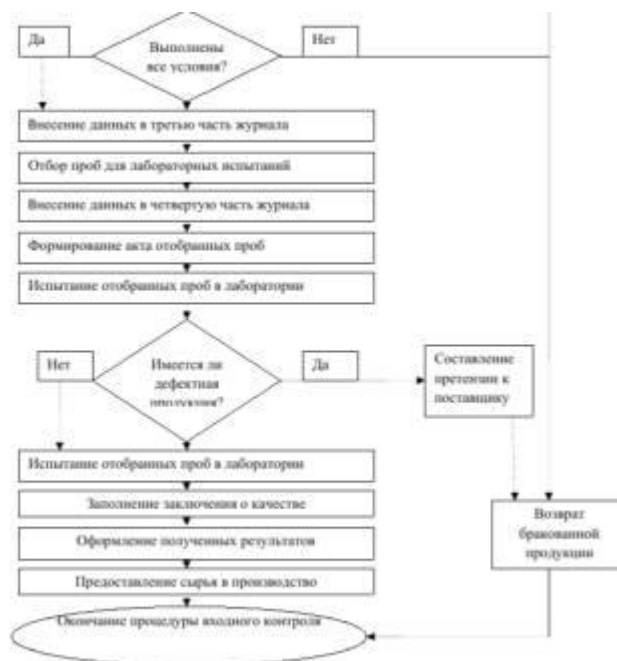 Да
Выполнены
все условия?
Нет
Внесение данных в третью часть журнала
Отбор проб для лабораторных испытаний
Внесение данных в четвертую часть журнала
Формирование акта отобранных проб
Испытание отобранных проб в лаборатории
Нет
Имеется ли
дефектная
продукция?
Да
Составление
претензии к
поставщику
Испытание отобранных проб в лаборатории
Заполнение заключения о качестве
Оформление полученных результатов
Предоставление сырья в производство
Возврат
бракованной
продукции
Окончание процедуры входного контроля